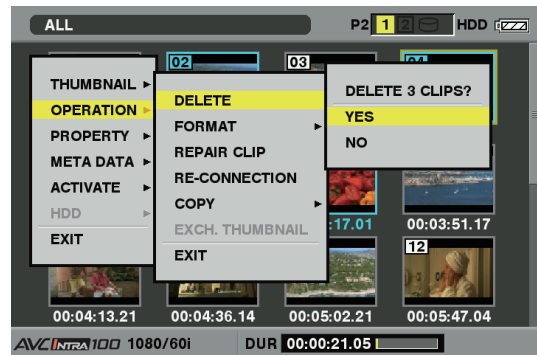 ALL P2 1 2 HDD
02 03 04
THUMBNAIL
OPERATION
PROPERTY
META DATA
ACTIVATE
HDD
EXIT
DELETE
FORMAT
REPAIR CLIP
RE-CONNECTION
COPY
EXCH. THUMBNAIL
EXIT
DELETE 3 CLIPS?
YES
NO
:17.01 00:03:51.17
12
00:04:13.21 00:04:36.14 00:05:02.21 00:05:47.04
AVC INTRA 100 1080/60i DUR 00:00:21.05